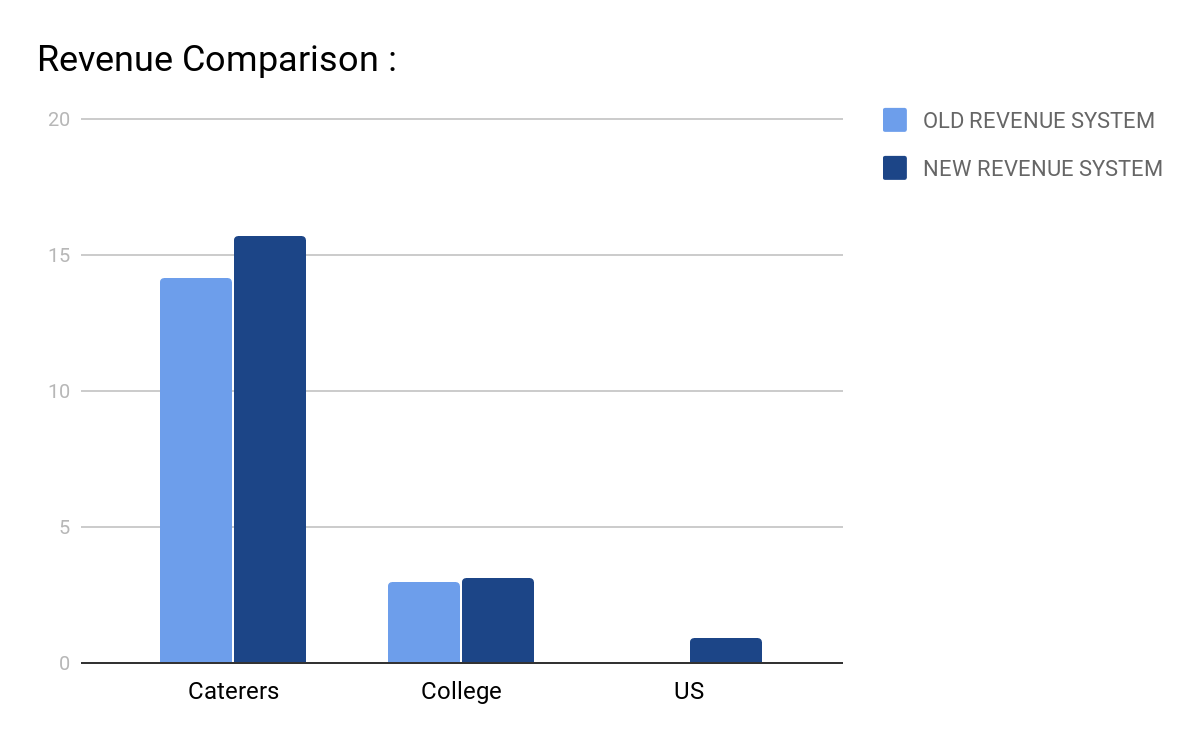 Revenue Comparison :
20
OLD REVENUE SYSTEM
NEW REVENUE SYSTEM
15
10
5
0
Caterers College US